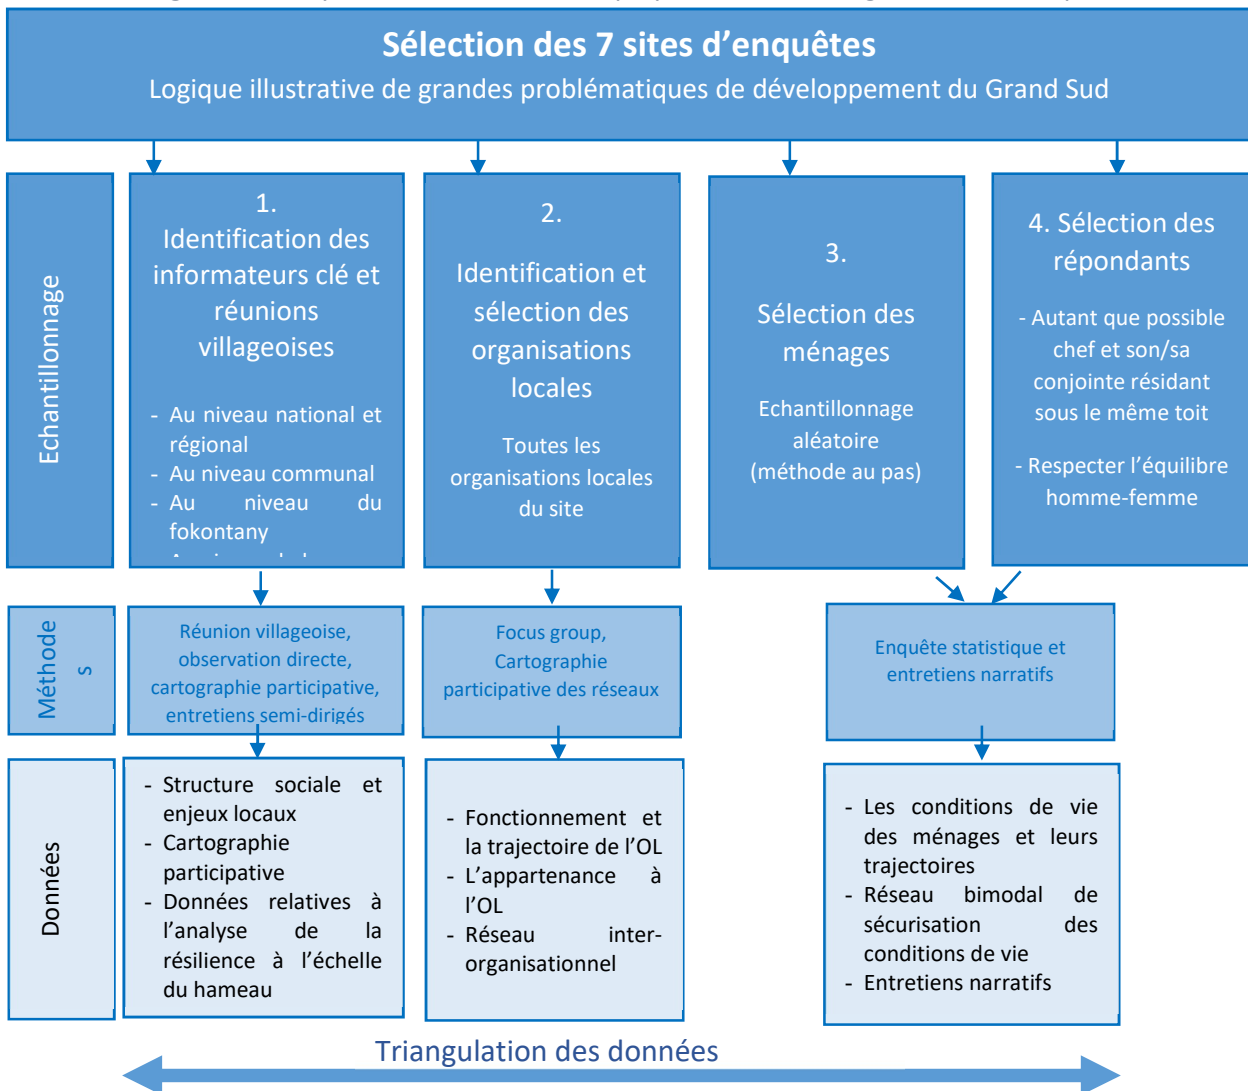 Sélection des 7 sites d'enquêtes
Logique illustrative de grandes problématiques de développement du Grand Sud
Echantillonnage
1.
Identification des
informateurs clé et
réunions
villageoises
- Au niveau national et
régional
- Au niveau communal
- Au niveau du
fokontany
2.
Identification et
sélection des
organisations
locales
Toutes les
organisations locales
du site
3.
Sélection des
ménages
Echantillonnage
aléatoire
(méthode au pas)
4. Sélection des
répondants
- Autant que possible
chef et son/sa
conjointe résidant
sous le même toit
- Respecter l'équilibre
homme-femme
Méthode
s
Réunion villageoise,
observation directe,
cartographie participative,
entretiens semi-dirigés
Focus group,
Cartographie
participative des réseaux
Enquête statistique et
entretiens narratifs
Données
- Structure sociale et
enjeux locaux
- Cartographie
participative
- Données relatives à
l'analyse de la
résilience à l'échelle
du hameau
- Fonctionnement et
la trajectoire de l'OL
- L'appartenance à
l'OL
- Réseau inter-
organisationnel
- Les conditions de vie
des ménages et leurs
trajectoires
- Réseau bimodal de
sécurisation des
conditions de vie
- Entretiens narratifs
Triangulation des données